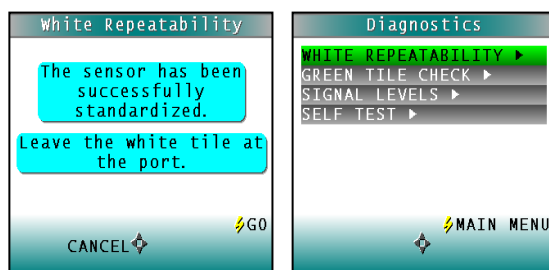 White Repeatability
The sensor has been
successfully
standardized.
Leave the white tile at
the port.
GO
CANCEL
Diagnostics
WHITE REPEATABILITY ▶
GREEN TILE CHECK ▶
SIGNAL LEVELS ▶
SELF TEST ▶
MAIN MENU